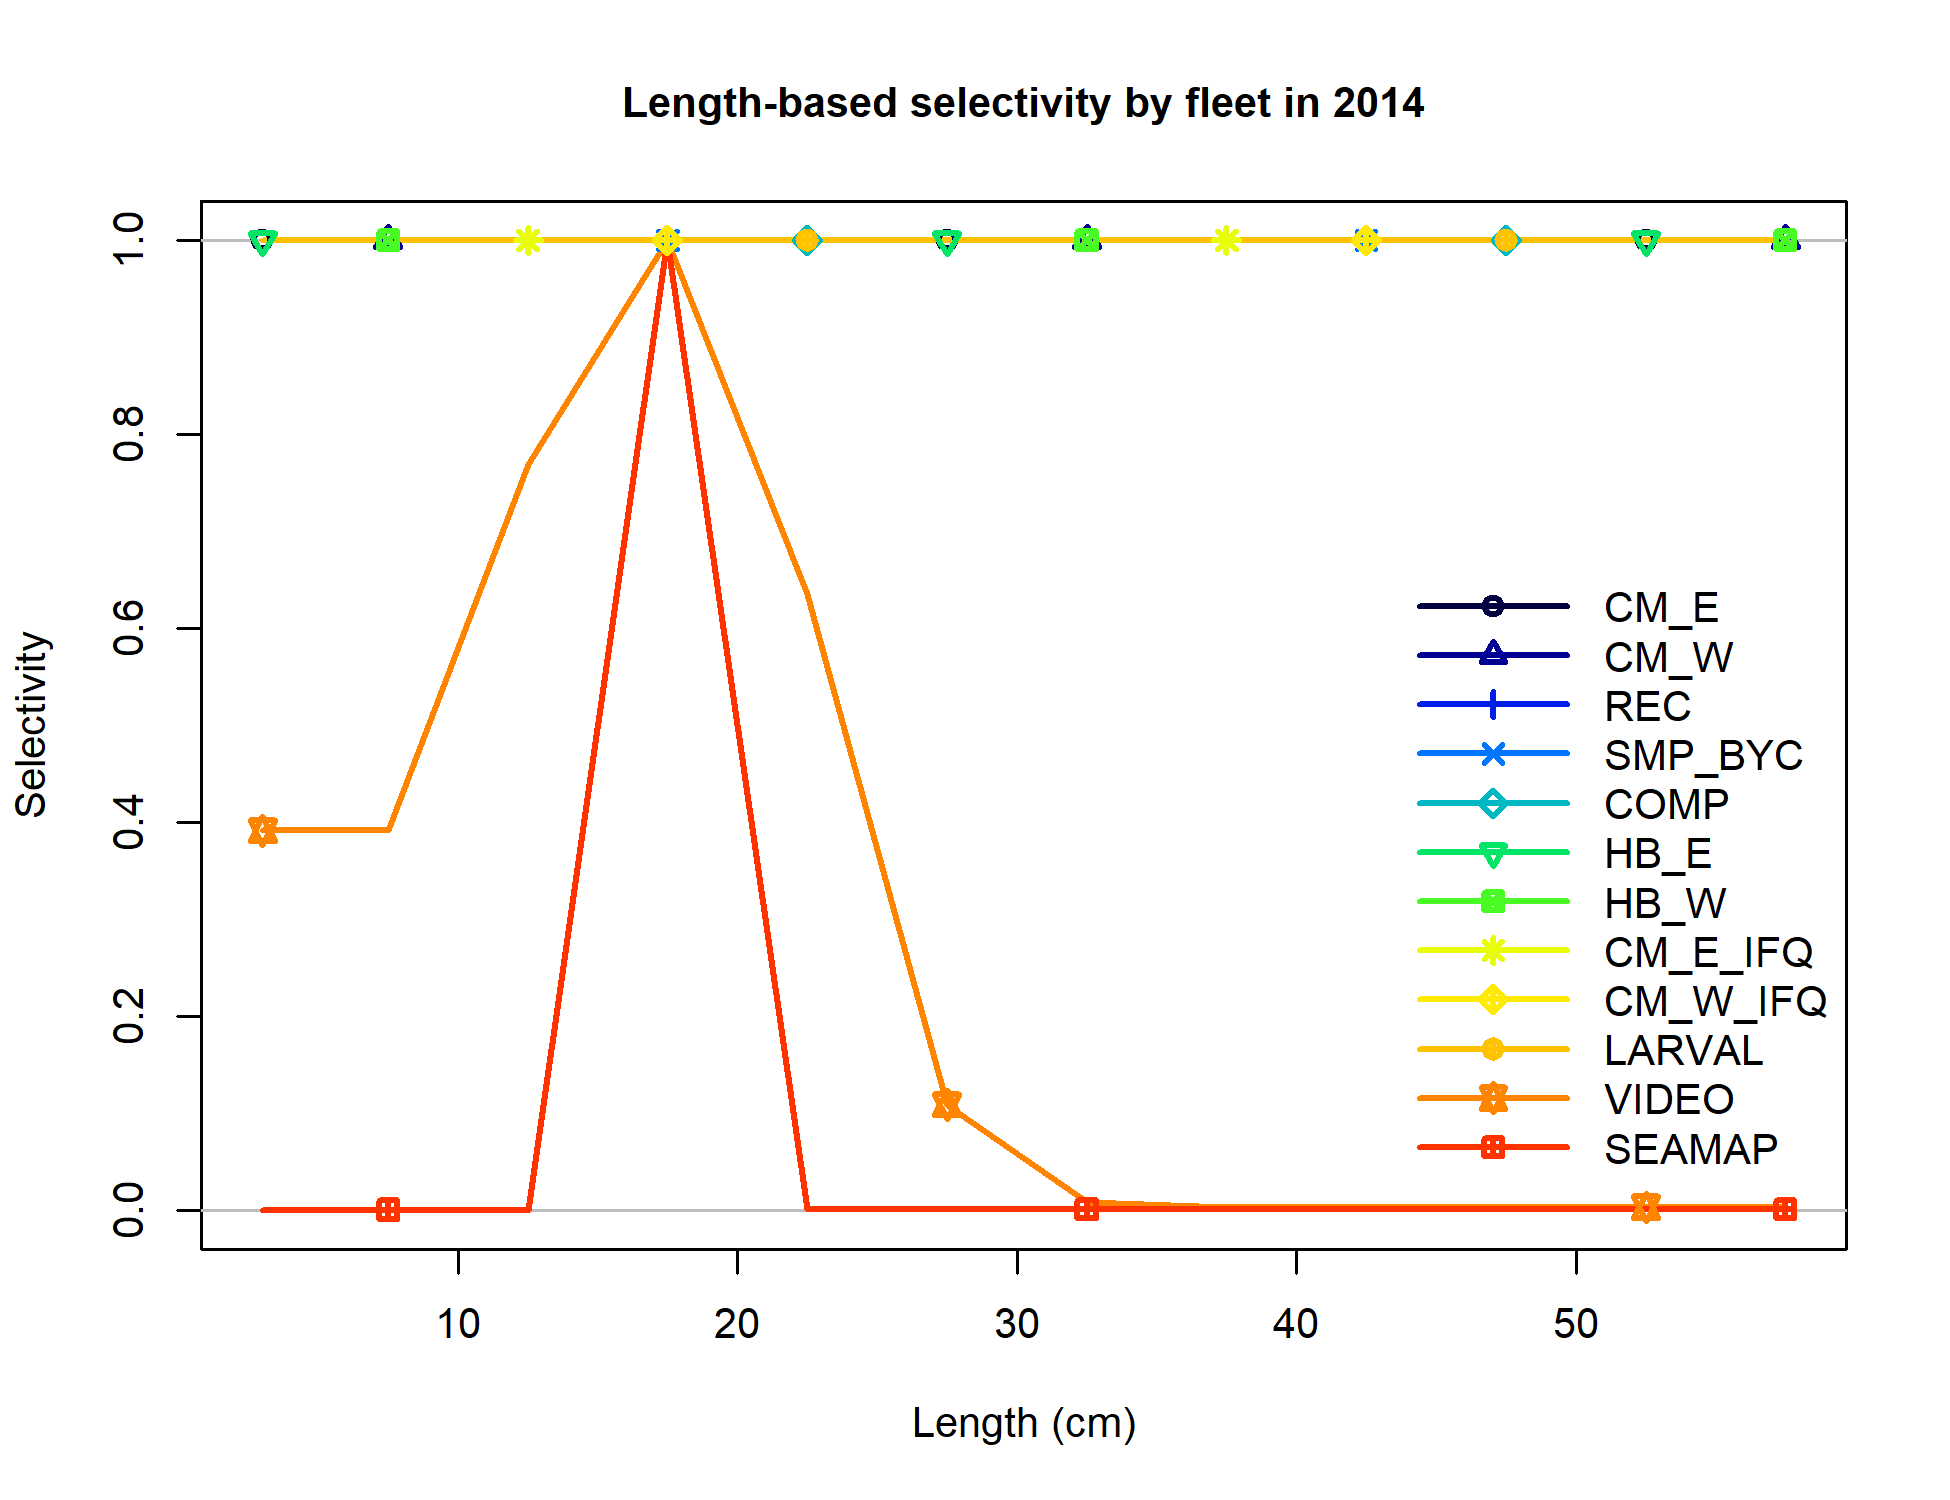 Length-based selectivity by fleet in 2014
Selectivity
1.0
0.8
0.6
0.4
0.2
0.0
CM_E
CM_W
REC
SMP_BYC
COMP
HB_E
HB_W
CM_E_IFQ
CM_W_IFQ
LARVAL
VIDEO
SEAMAP
10 20 30 40 50
Length (cm)